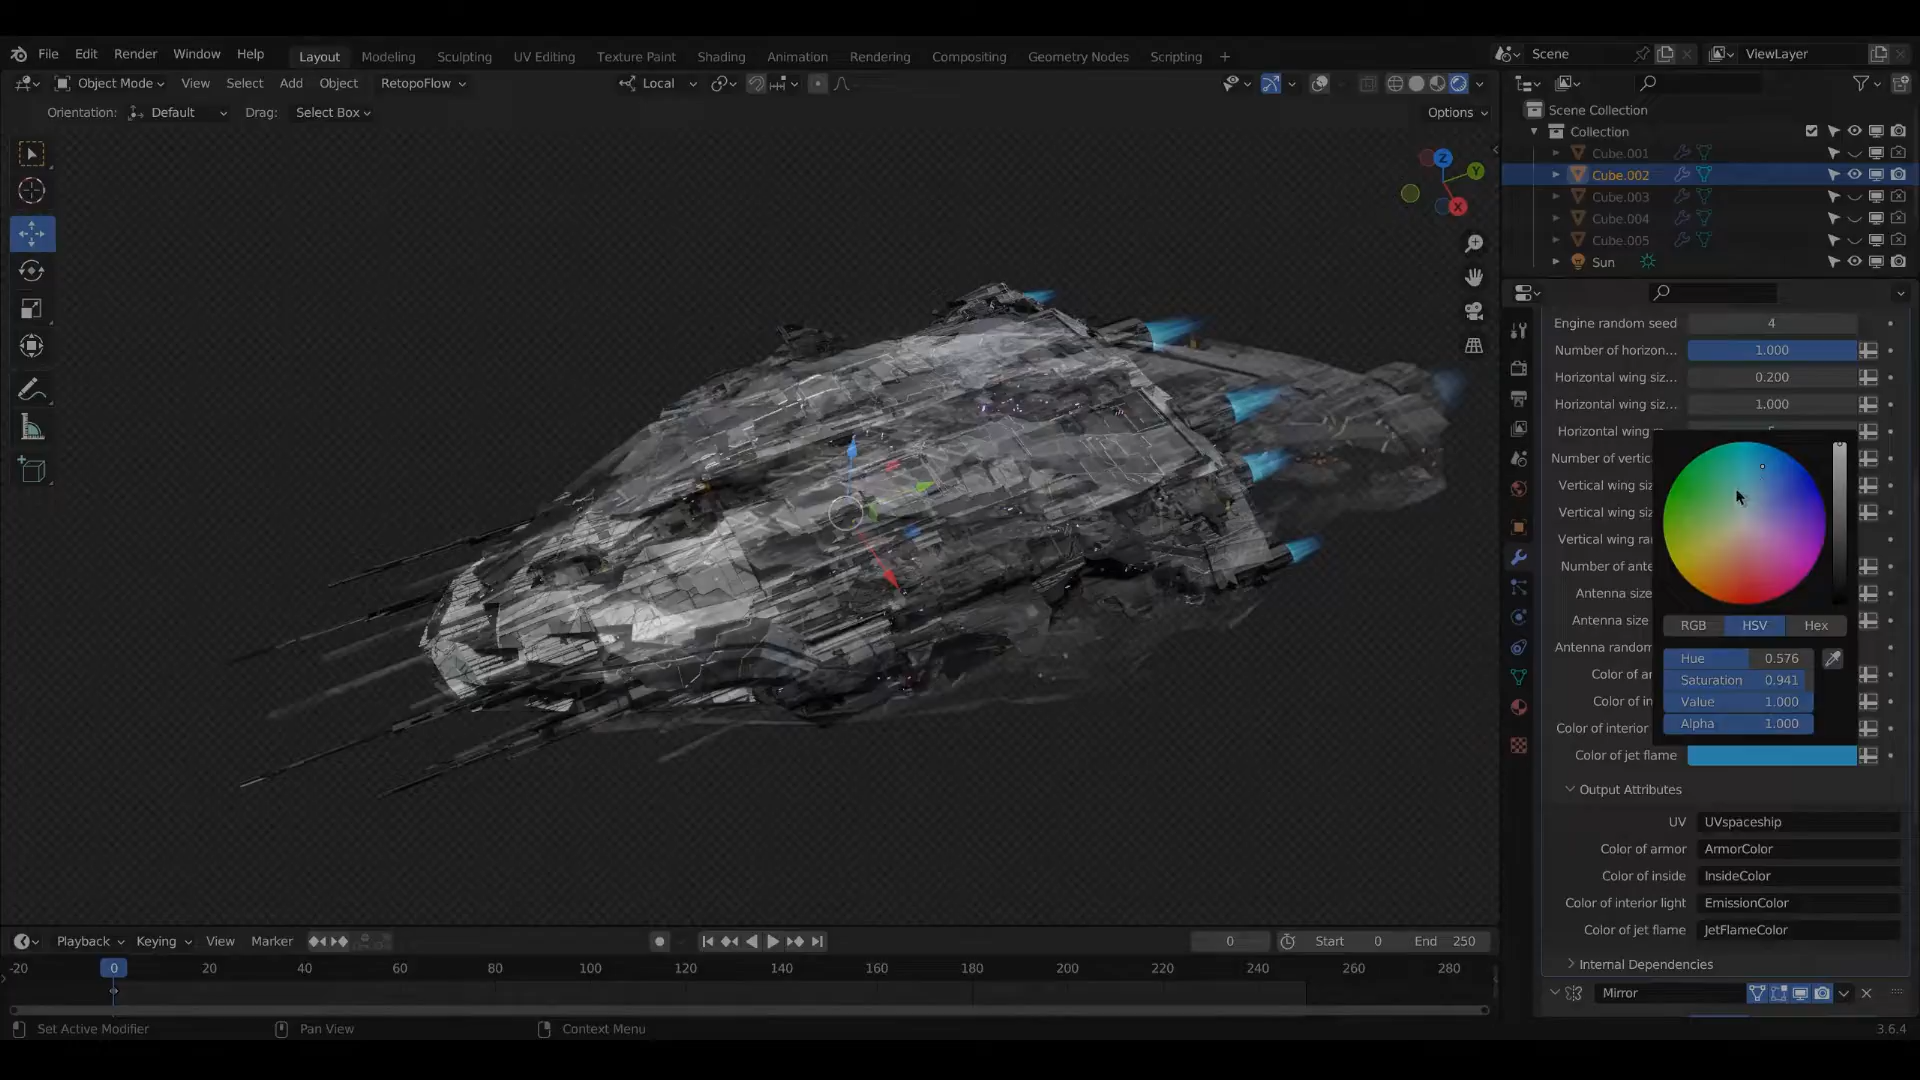 File Edit Render Window Help Layout Modeling Sculpting UV Editing Texture Paint Shading Animation Rendering Compositing Geometry Nodes Scripting + Scene ViewLayer
Object Mode View Select Add Object RetopoFlow Local
Orientation: Default Drag: Select Box Options
Scene Collection
Collection
Cube.001
Cube.002
Cube.003
Cube.004
Cube.005
Sun
Z
Y
X
Engine random seed 4
Number of horizon... 1.000
Horizontal wing siz... 0.200
Horizontal wing siz... 1.000
Horizontal wing
Number of vertic
Vertical wing siz
Vertical wing siz
Vertical wing ra
Number of ante
Antenna size
Antenna size
Antenna random
Color of ar
Color of in
Color of interior
Color of jet flame
RGB HSV Hex
Hue 0.576
Saturation 0.941
Value 1.000
Alpha 1.000
Output Attributes
UV UVspaceship
Color of armor ArmorColor
Color of inside InsideColor
Color of interior light EmissionColor
Color of jet flame JetFlameColor
Internal Dependencies
Mirror
Playback Keying View Marker 0 Start 0 End 250
-20 0 20 40 60 80 100 120 140 160 180 200 220 240 260 280
Set Active Modifier Pan View Context Menu 3.6.4